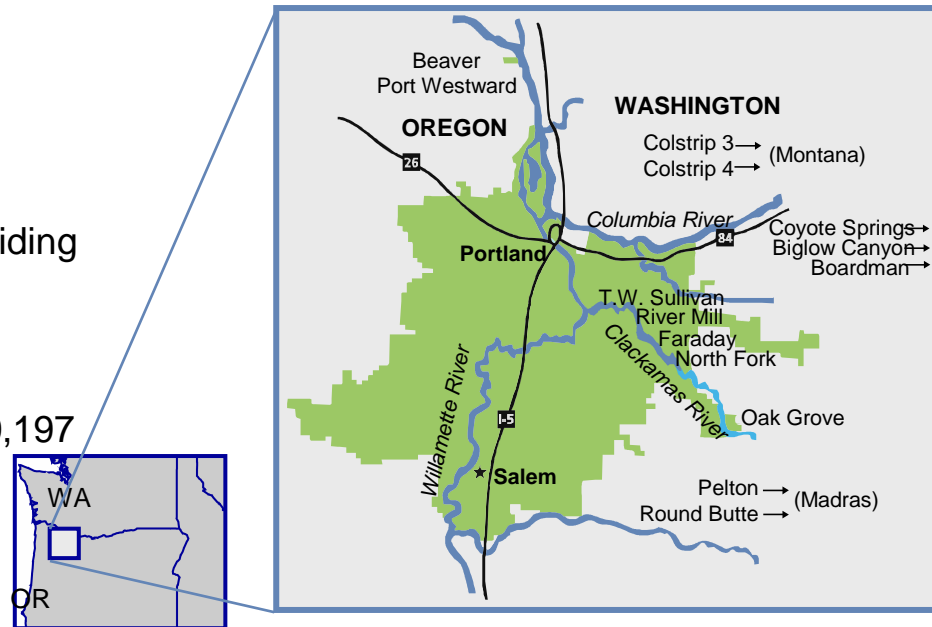 Beaver
Port Westward
WASHINGTON
OREGON
Colstrip 3
(Montana)
Colstrip 4
26
Columbia River
84
Coyote Springs
Biglow Canyon
Boardman
iding
Portland
T.W. Sullivan
River Mill
Faraday
North Fork
Clackamas River
Willamette River
I-5
Oak Grove
,197
Salem
WA
Pelton
(Madras)
Round Butte
OR